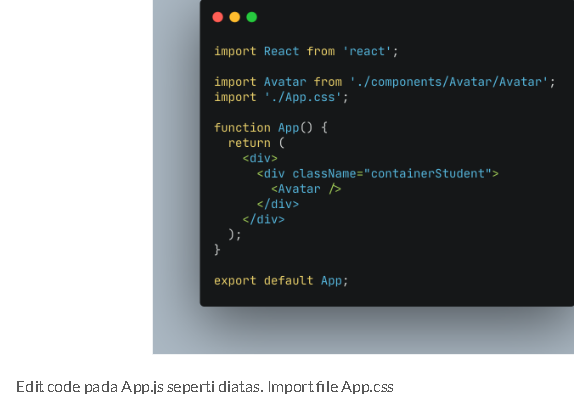 import React from 'react';
import Avatar from './components/Avatar/Avatar';
import './App.css';
function App() {
return (
<div>
<div className="containerStudent">
<Avatar />
</div>
</div>
);
}
export default App;
Edit code pada App.js seperti diatas. Import file App.css